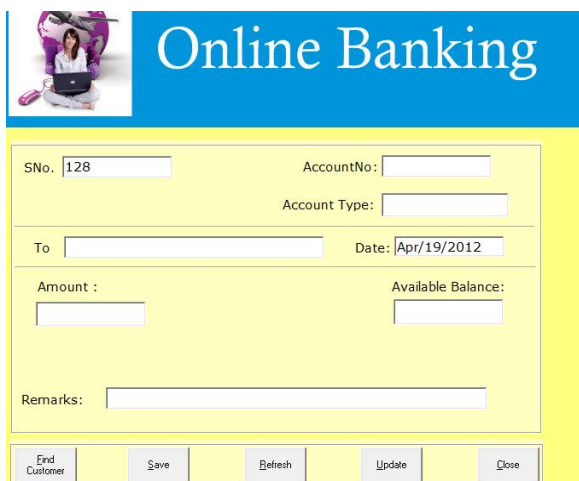 Online Banking
SNo. 128 AccountNo:
Account Type:
To Date: Apr/19/2012
Amount : Available Balance:
Remarks:
Find Customer Save Refresh Update Close